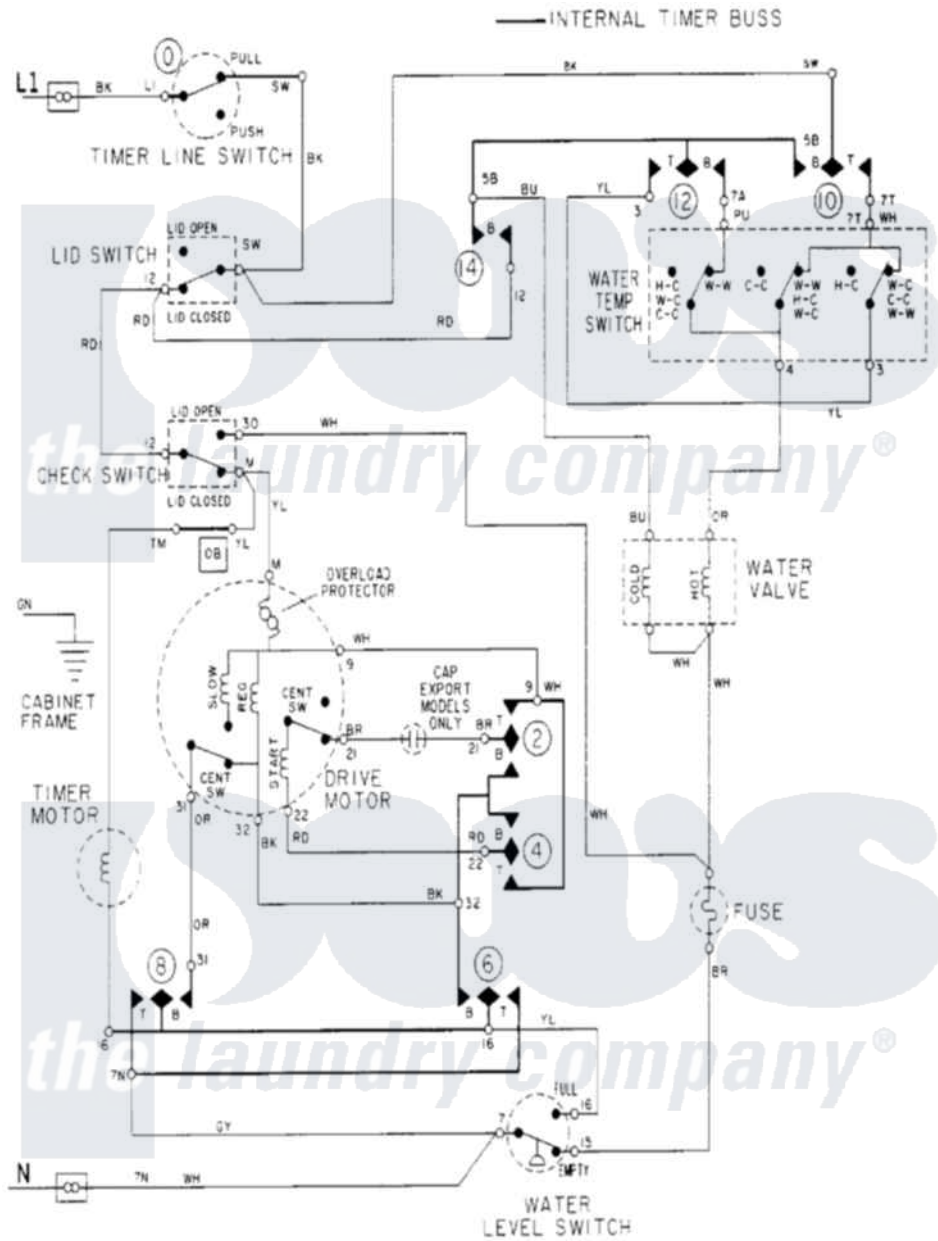 INTERNAL TIMER BUSS
L1
BK
L1
0
PULL
SW
PUSH
TIMER LINE SWITCH
BK
BK
SW
5B
5B
BU
YL
3
T
B
12
7A
PU
B
T
10
7T
7T
WH
LID OPEN
LID SWITCH
SW
12
LID CLOSED
RD
RD
RD
B
14
12
WATER
TEMP
SWITCH
H-C
W-C
C-C
W-W
C-C
W-W
H-C
W-C
H-C
W-C
C-C
W-W
4
3
YL
LID OPEN
30
WH
12
CHECK SWITCH
M
LID CLOSED
YL
TM
YL
OB
M
OVERLOAD
PROTECTOR
BU
OR
COLD
HOT
WATER
VALVE
WH
WH
GN
CABINET
FRAME
WH
9
SLOW
REG
CENT
SW
START
CENT
SW
DRIVE
MOTOR
BR
21
CAP
EXPORT
MODELS
ONLY
9
WH
BR
21
T
2
B
TIMER
MOTOR
31
OR
32
BK
22
RD
RD
22
B
4
T
WH
BK
32
FUSE
BR
OR
31
8
6
T
B
B
T
16
16
YL
7N
GY
7
FULL
16
15
EMPTY
N
7N
WH
WATER
LEVEL SWITCH
pous
the laundry company®
pous
the laundry company®